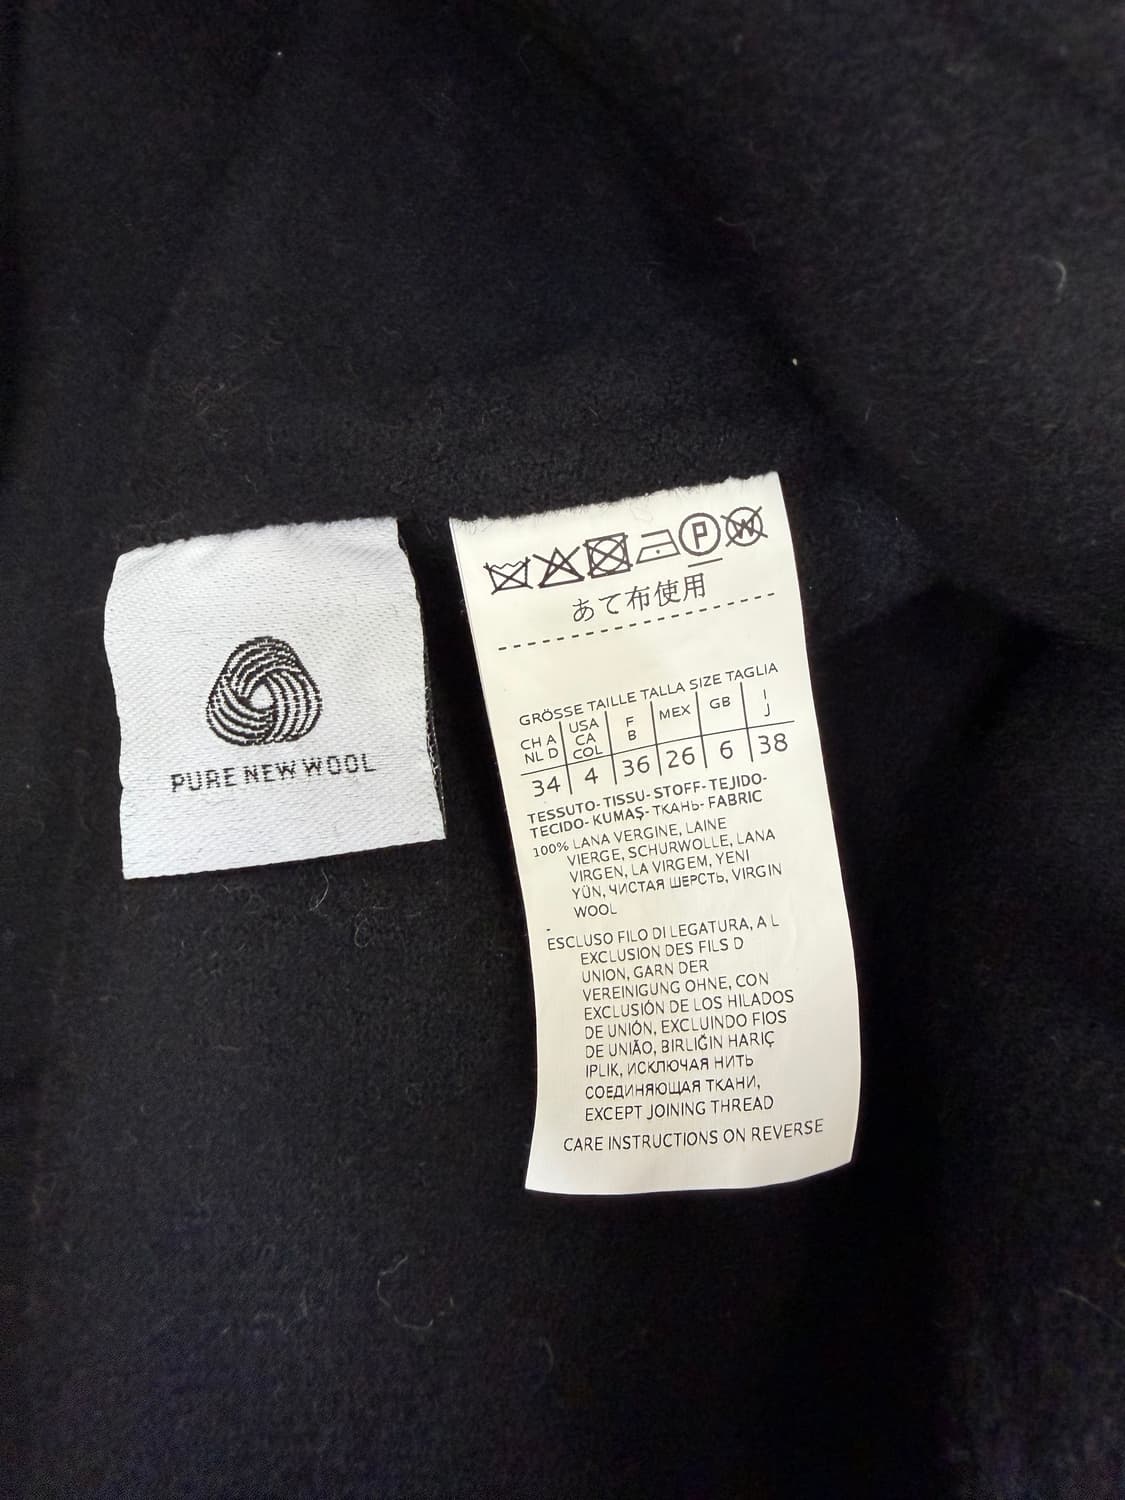 PURE NEW WOOL
P W
あて布使用
GRÖSSE TAILLE TALLA SIZE TAGLIA
CH A NL D | USA CA COL | F B | MEX | GB | I J
34 | 4 | 36 | 26 | 6 | 38
TESSUTO-TISSU-STOFF-TEJIDO-
TECIDO-KUMAŞ-ТКАНЬ-FABRIC
100% LANA VERGINE, LAINE
VIERGE, SCHURWOLLE, LANA
VIRGEN, LA VIRGEM, YENI
YÜN, ЧИСТАЯ ШЕРСТЬ, VIRGIN
WOOL
-
ESCLUSO FILO DI LEGATURA, A L
EXCLUSION DES FILS D
UNION, GARN DER
VEREINIGUNG OHNE, CON
EXCLUSIÓN DE LOS HILADOS
DE UNIÓN, EXCLUINDO FIOS
DE UNIÃO, BIRLIĞIN HARIÇ
IPLIK, ИСКЛЮЧАЯ НИТЬ
СОЕДИНЯЮЩАЯ ТКАНИ,
EXCEPT JOINING THREAD
CARE INSTRUCTIONS ON REVERSE